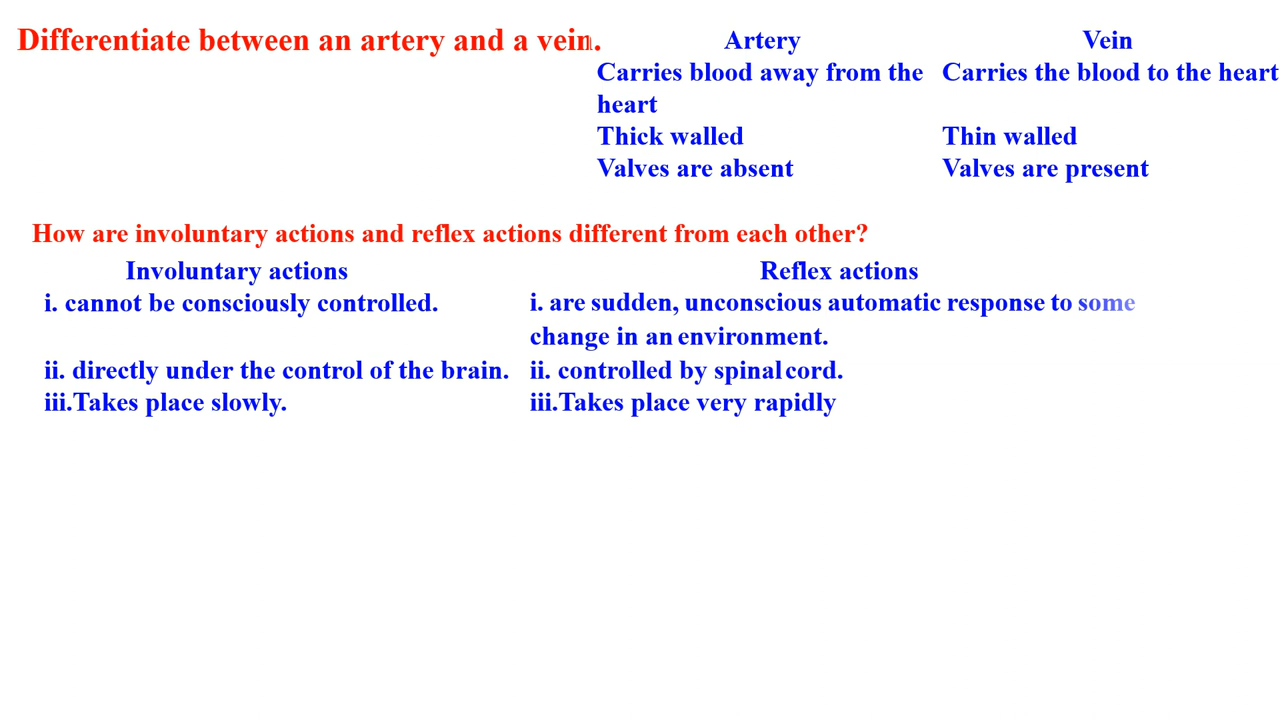 Differentiate between an artery and a vein.
Artery Vein
Carries blood away from the Carries the blood to the heart
heart
Thick walled Thin walled
Valves are absent Valves are present
How are involuntary actions and reflex actions different from each other?
Involuntary actions Reflex actions
i. cannot be consciously controlled. i. are sudden, unconscious automatic response to some
change in an environment.
ii. directly under the control of the brain. ii. controlled by spinal cord.
iii.Takes place slowly. iii.Takes place very rapidly